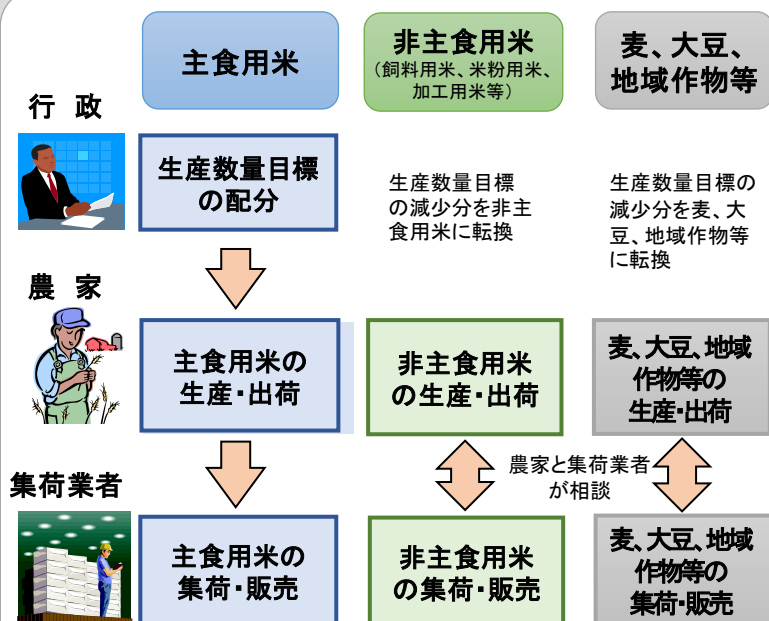 主食用米
非主食用米
(飼料用米、米粉用米、
加工用米等)
麦、大豆、
地域作物等
行 政
生産数量目標
の配分
生産数量目標
の減少分を非主
食用米に転換
生産数量目標の
減少分を麦、大
豆、地域作物等
に転換
農 家
主食用米の
生産・出荷
非主食用米
の生産・出荷
麦、大豆、地域
作物等の
生産・出荷
農家と集荷業者
が相談
集荷業者
主食用米の
集荷・販売
非主食用米
の集荷・販売
麦、大豆、地域
作物等の
集荷・販売